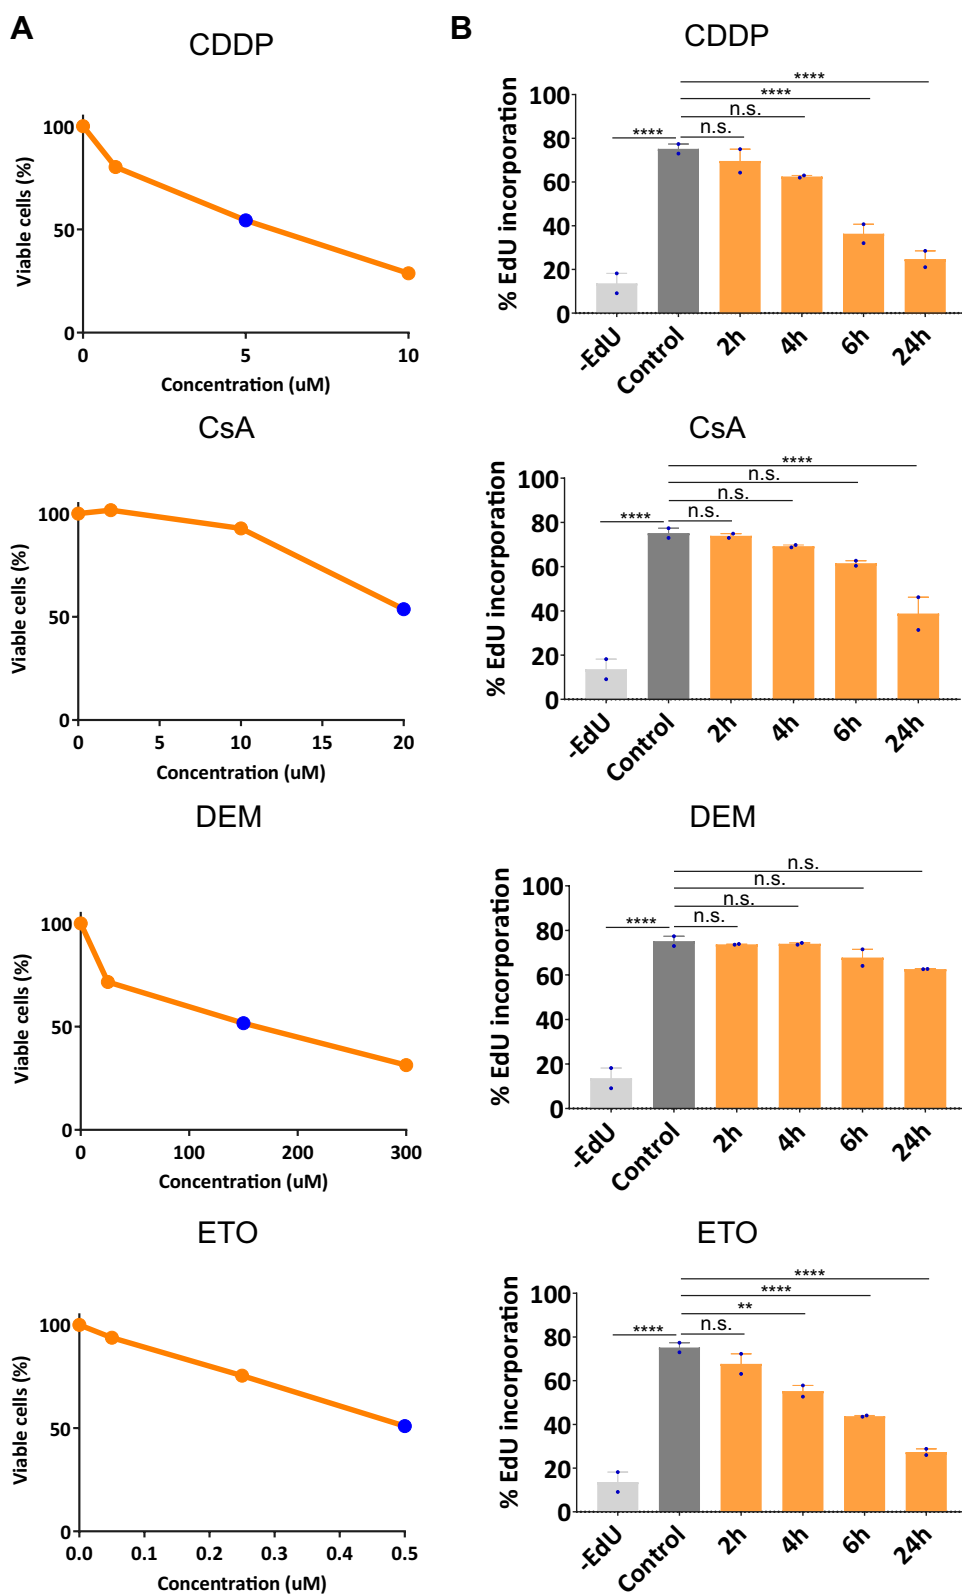 A
B
CDDP
100
50
0
Viable cells (%)
0 5 10
Concentration (uM)
CDDP
****
****
n.s.
**** n.s.
100
80
60
40
20
0
% EdU incorporation
-EdU Control 2h 4h 6h 24h
CsA
100
50
0
Viable cells (%)
0 5 10 15 20
Concentration (uM)
CsA
****
n.s.
n.s.
**** n.s.
100
80
60
40
20
0
% EdU incorporation
-EdU Control 2h 4h 6h 24h
DEM
100
50
0
Viable cells (%)
0 100 200 300
Concentration (uM)
DEM
n.s.
n.s.
n.s.
**** n.s.
100
80
60
40
20
0
% EdU incorporation
-EdU Control 2h 4h 6h 24h
ETO
100
50
0
Viable cells (%)
0.0 0.1 0.2 0.3 0.4 0.5
Concentration (uM)
ETO
****
****
**
**** n.s.
100
80
60
40
20
0
% EdU incorporation
-EdU Control 2h 4h 6h 24h